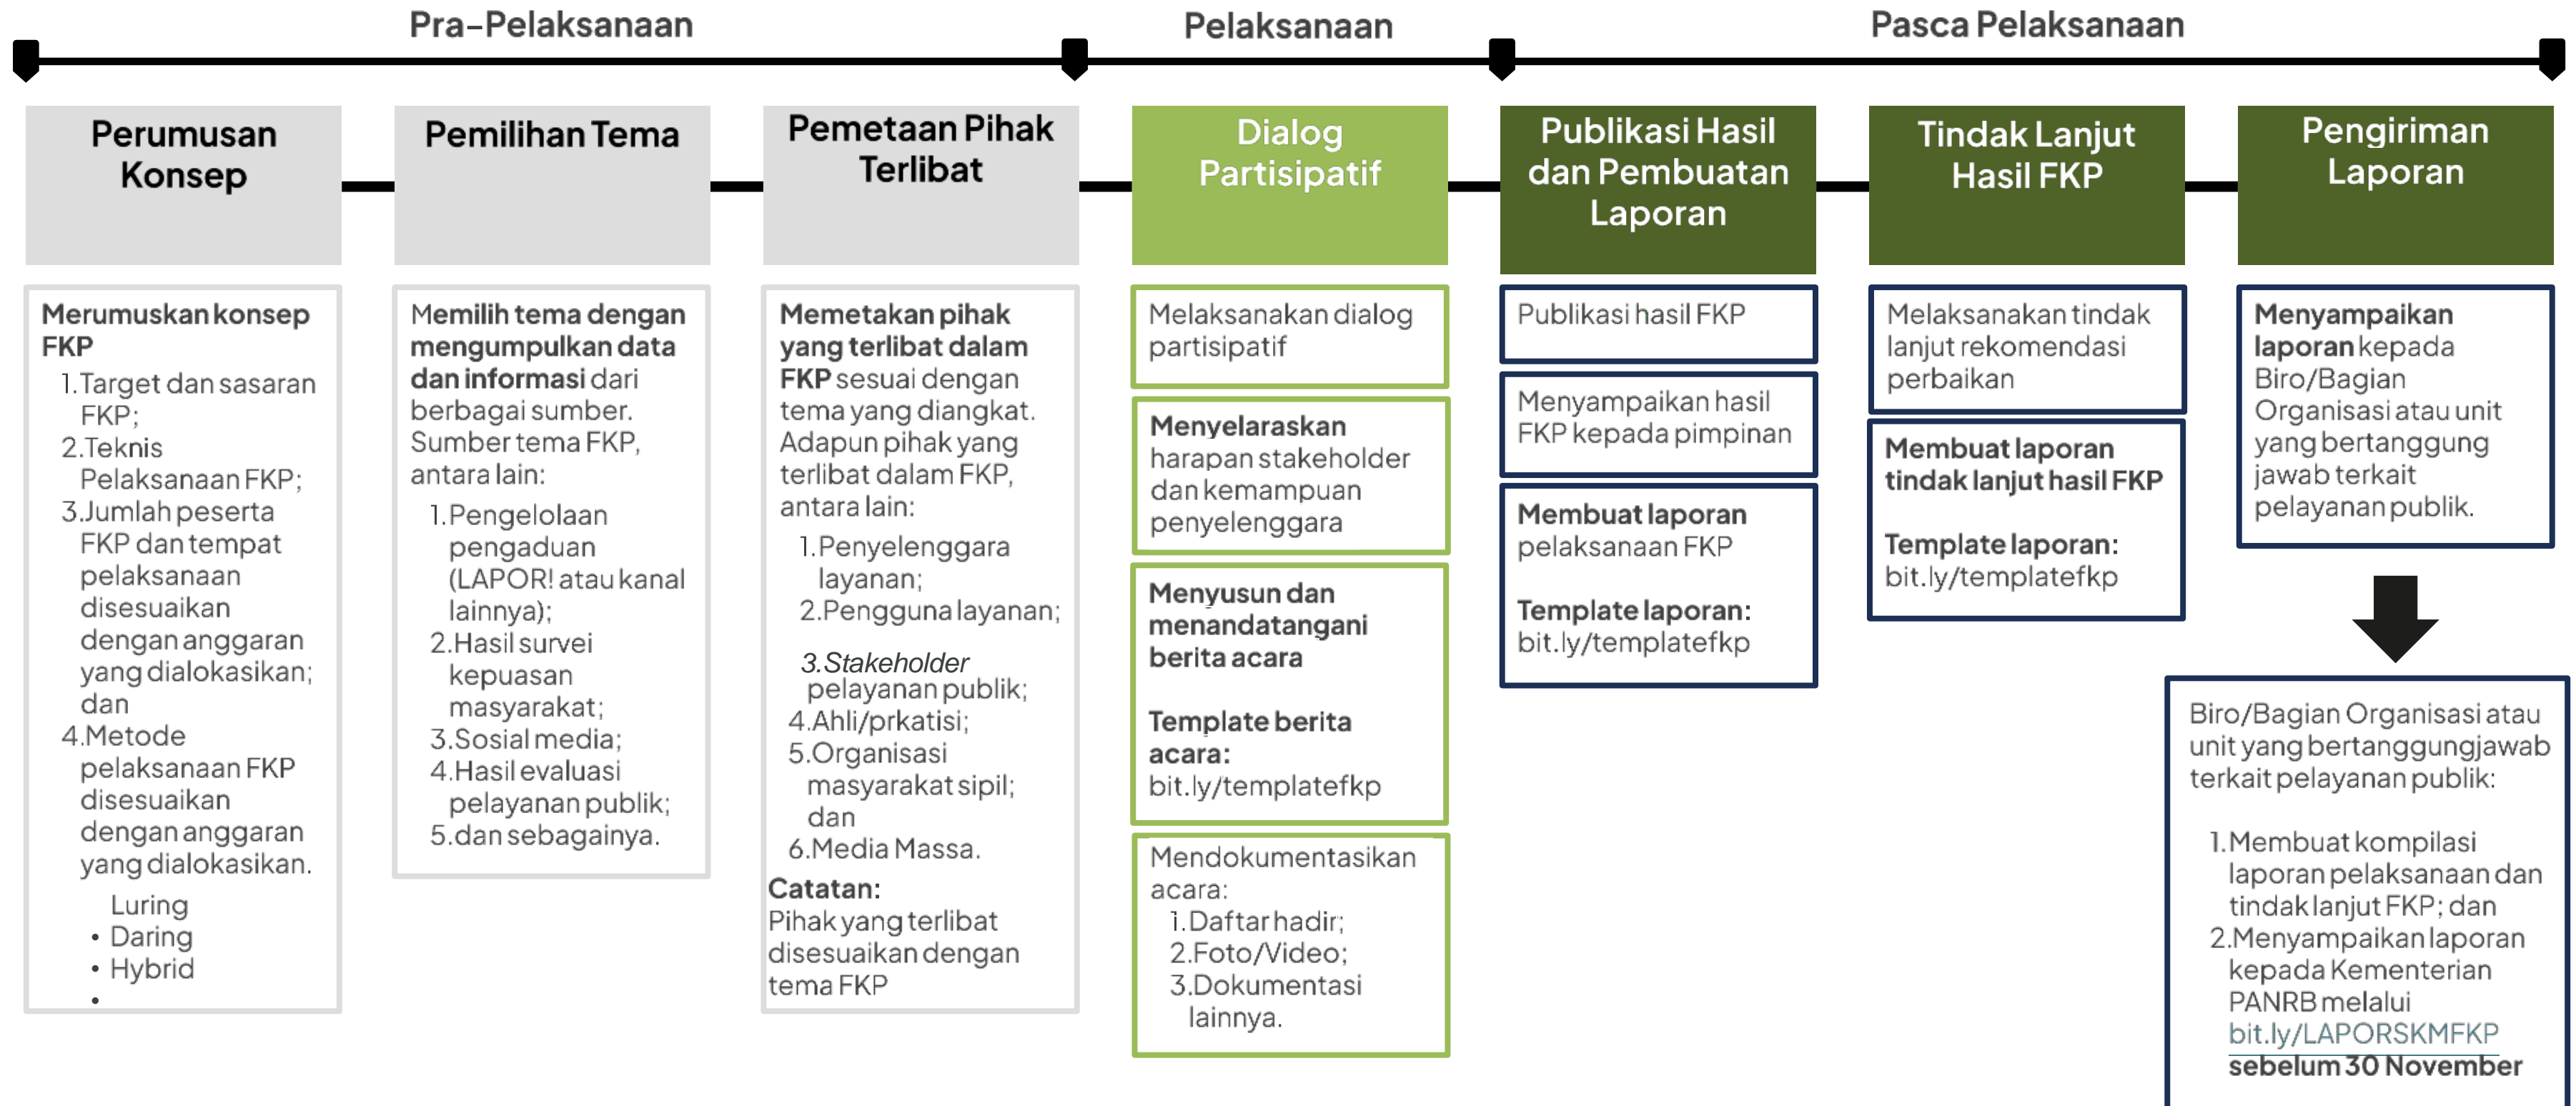 Pra-Pelaksanaan
Pelaksanaan
Pasca Pelaksanaan
Perumusan
Konsep
Merumuskan konsep
FKP
1.Target dan sasaran
FKP;
2.Teknis
Pelaksanaan FKP;
3.Jumlah peserta
FKP dan tempat
pelaksanaan
disesuaikan
dengan anggaran
yang dialokasikan;
dan
4.Metode
pelaksanaan FKP
disesuaikan
dengan anggaran
yang dialokasikan.
Luring
• Daring
• Hybrid
•
Pemilihan Tema
Memilih tema dengan
mengumpulkan data
dan informasi dari
berbagai sumber.
Sumber tema FKP,
antara lain:
1.Pengelolaan
pengaduan
(LAPOR! atau kanal
lainnya);
2.Hasil survei
kepuasan
masyarakat;
3.Sosial media;
4.Hasil evaluasi
pelayanan publik;
5.dan sebagainya.
Pemetaan Pihak
Terlibat
Memetakan pihak
yang terlibat dalam
FKP sesuai dengan
tema yang diangkat.
Adapun pihak yang
terlibat dalam FKP,
antara lain:
1.Penyelenggara
layanan;
2.Pengguna layanan;
3.Stakeholder
pelayanan publik;
4.Ahli/prkatisi;
5.Organisasi
masyarakat sipil;
dan
6.Media Massa.
Catatan:
Pihak yang terlibat
disesuaikan dengan
tema FKP
Dialog
Partisipatif
Melaksanakan dialog
partisipatif
Menyelaraskan
harapan stakeholder
dan kemampuan
penyelenggara
Menyusun dan
menandatangani
berita acara
Template berita
acara:
bit.ly/templatefkp
Mendokumentasikan
acara:
1.Daftar hadir;
2.Foto/Video;
3.Dokumentasi
lainnya.
Publikasi Hasil
dan Pembuatan
Laporan
Publikasi hasil FKP
Menyampaikan hasil
FKP kepada pimpinan
Membuat laporan
pelaksanaan FKP
Template laporan:
bit.ly/templatefkp
Tindak Lanjut
Hasil FKP
Melaksanakan tindak
lanjut rekomendasi
perbaikan
Membuat laporan
tindak lanjut hasil FKP
Template laporan:
bit.ly/templatefkp
Pengiriman
Laporan
Menyampaikan
laporan kepada
Biro/Bagian
Organisasi atau unit
yang bertanggung
jawab terkait
pelayanan publik.
Biro/Bagian Organisasi atau
unit yang bertanggungjawab
terkait pelayanan publik:
1.Membuat kompilasi
laporan pelaksanaan dan
tindak lanjut FKP; dan
2.Menyampaikan laporan
kepada Kementerian
PANRB melalui
bit.ly/LAPORSKMFKP
sebelum 30 November